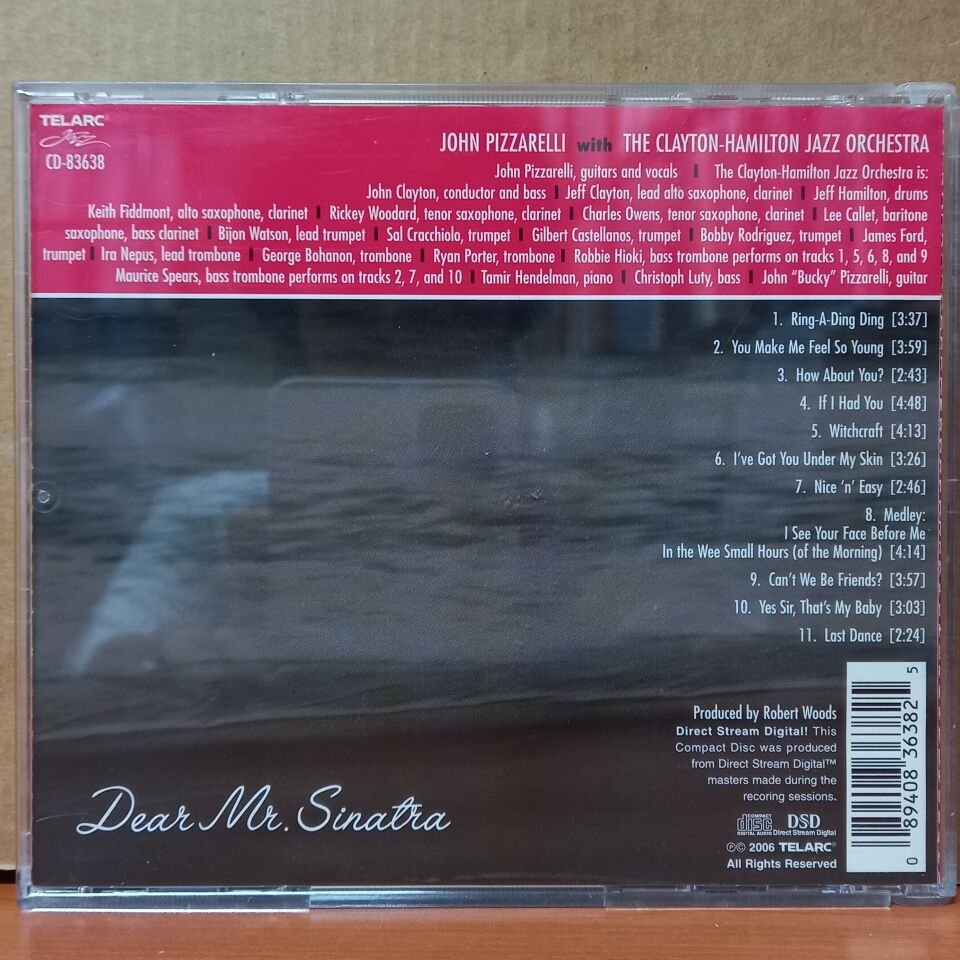 TELARC
Jazz
CD-83638
JOHN PIZZARELLI with THE CLAYTON-HAMILTON JAZZ ORCHESTRA
John Pizzarelli, guitars and vocals | The Clayton-Hamilton Jazz Orchestra is:
John Clayton, conductor and bass | Jeff Clayton, lead alto saxophone, clarinet | Jeff Hamilton, drums
Keith Fiddmont, alto saxophone, clarinet | Rickey Woodard, tenor saxophone, clarinet | Charles Owens, tenor saxophone, clarinet | Lee Callet, baritone
saxophone, bass clarinet | Bijon Watson, lead trumpet | Sal Cracchiolo, trumpet | Gilbert Castellanos, trumpet | Bobby Rodriguez, trumpet | James Ford,
trumpet | Ira Nepus, lead trombone | George Bohanon, trombone | Ryan Porter, trombone | Robbie Hioki, bass trombone performs on tracks 1, 5, 6, 8, and 9
Maurice Spears, bass trombone performs on tracks 2, 7, and 10 | Tamir Hendelman, piano | Christoph Luty, bass | John "Bucky" Pizzarelli, guitar
1. Ring-A-Ding Ding [3:37]
2. You Make Me Feel So Young [3:59]
3. How About You? [2:43]
4. If I Had You [4:48]
5. Witchcraft [4:13]
6. I've Got You Under My Skin [3:26]
7. Nice 'n' Easy [2:46]
8. Medley:
I See Your Face Before Me
In the Wee Small Hours (of the Morning) [4:14]
9. Can't We Be Friends? [3:57]
10. Yes Sir, That's My Baby [3:03]
11. Last Dance [2:24]
Produced by Robert Woods
Direct Stream Digital! This
Compact Disc was produced
from Direct Stream Digital™
masters made during the
recoring sessions.
COMPACT disc DIGITAL AUDIO
DSD Direct Stream Digital
℗© 2006 TELARC®
All Rights Reserved
0 89408 36382 5
Dear Mr. Sinatra